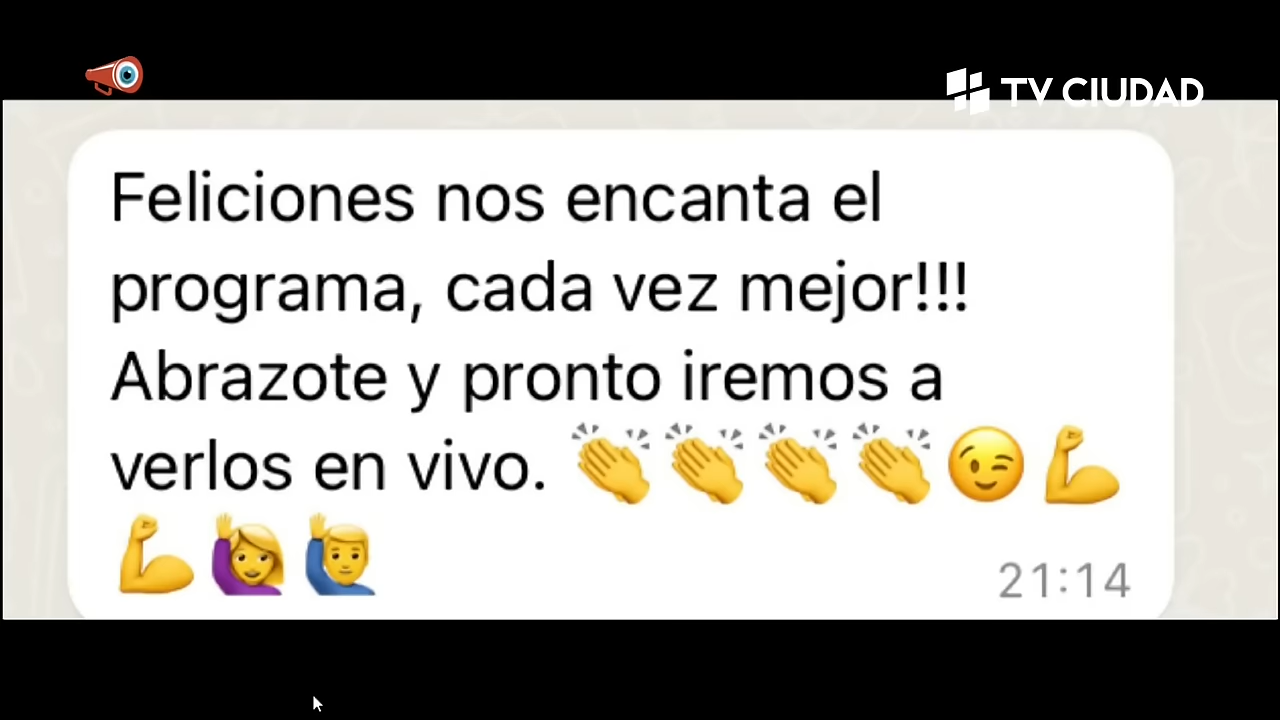 TV CIUDAD
Feliciones nos encanta el
programa, cada vez mejor!!!
Abrazote y pronto iremos a
verlos en vivo. 👏👏👏👏😉💪
💪🙋‍♀️🙋‍♂️
21:14